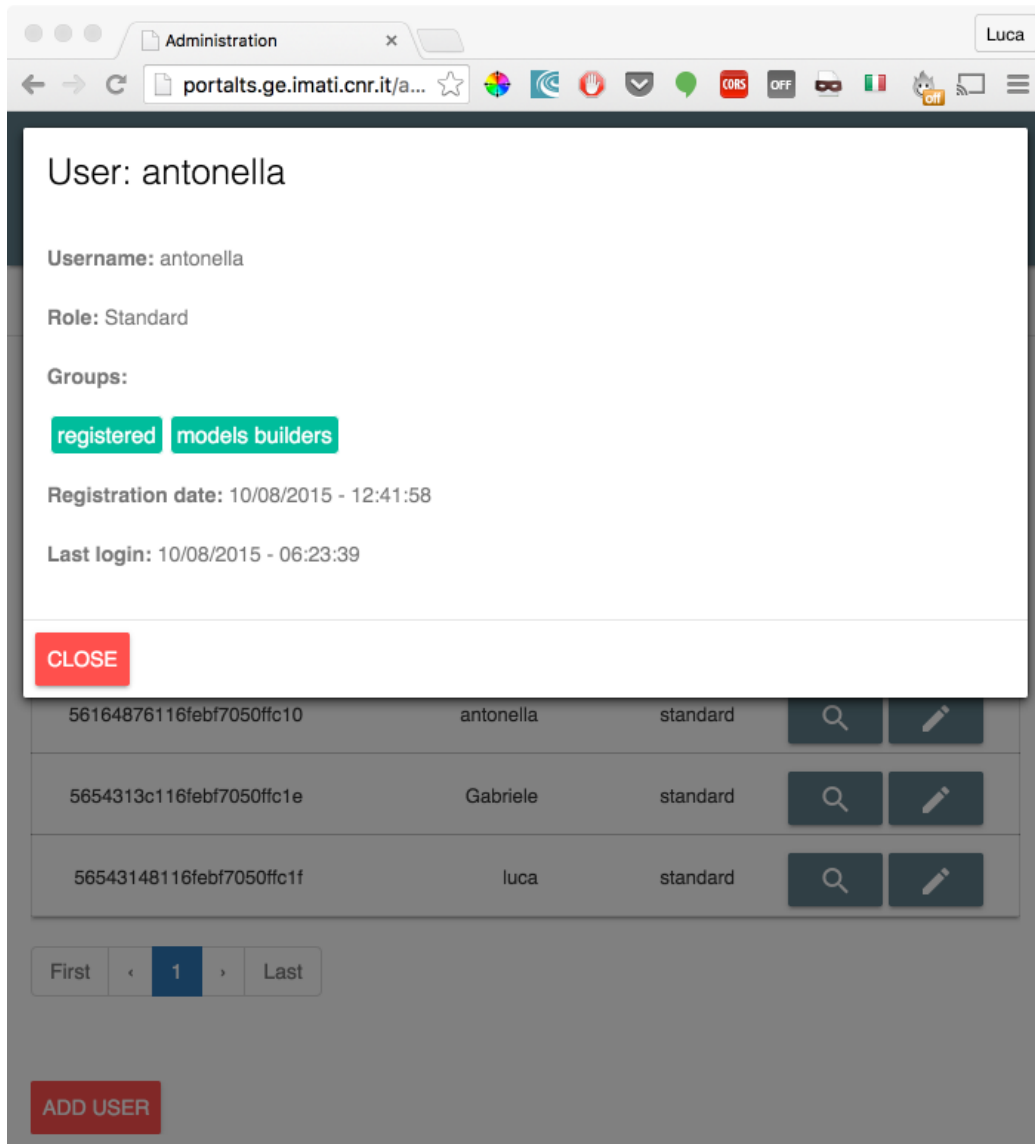 Administration
Luca
portalts.ge.imati.cnr.it/a...
CORS
OFF
off
User: antonella
Username: antonella
Role: Standard
Groups:
registered models builders
Registration date: 10/08/2015 - 12:41:58
Last login: 10/08/2015 - 06:23:39
CLOSE
56164876116febf7050ffc10 antonella standard
5654313c116febf7050ffc1e Gabriele standard
56543148116febf7050ffc1f luca standard
First ‹ 1 › Last
ADD USER